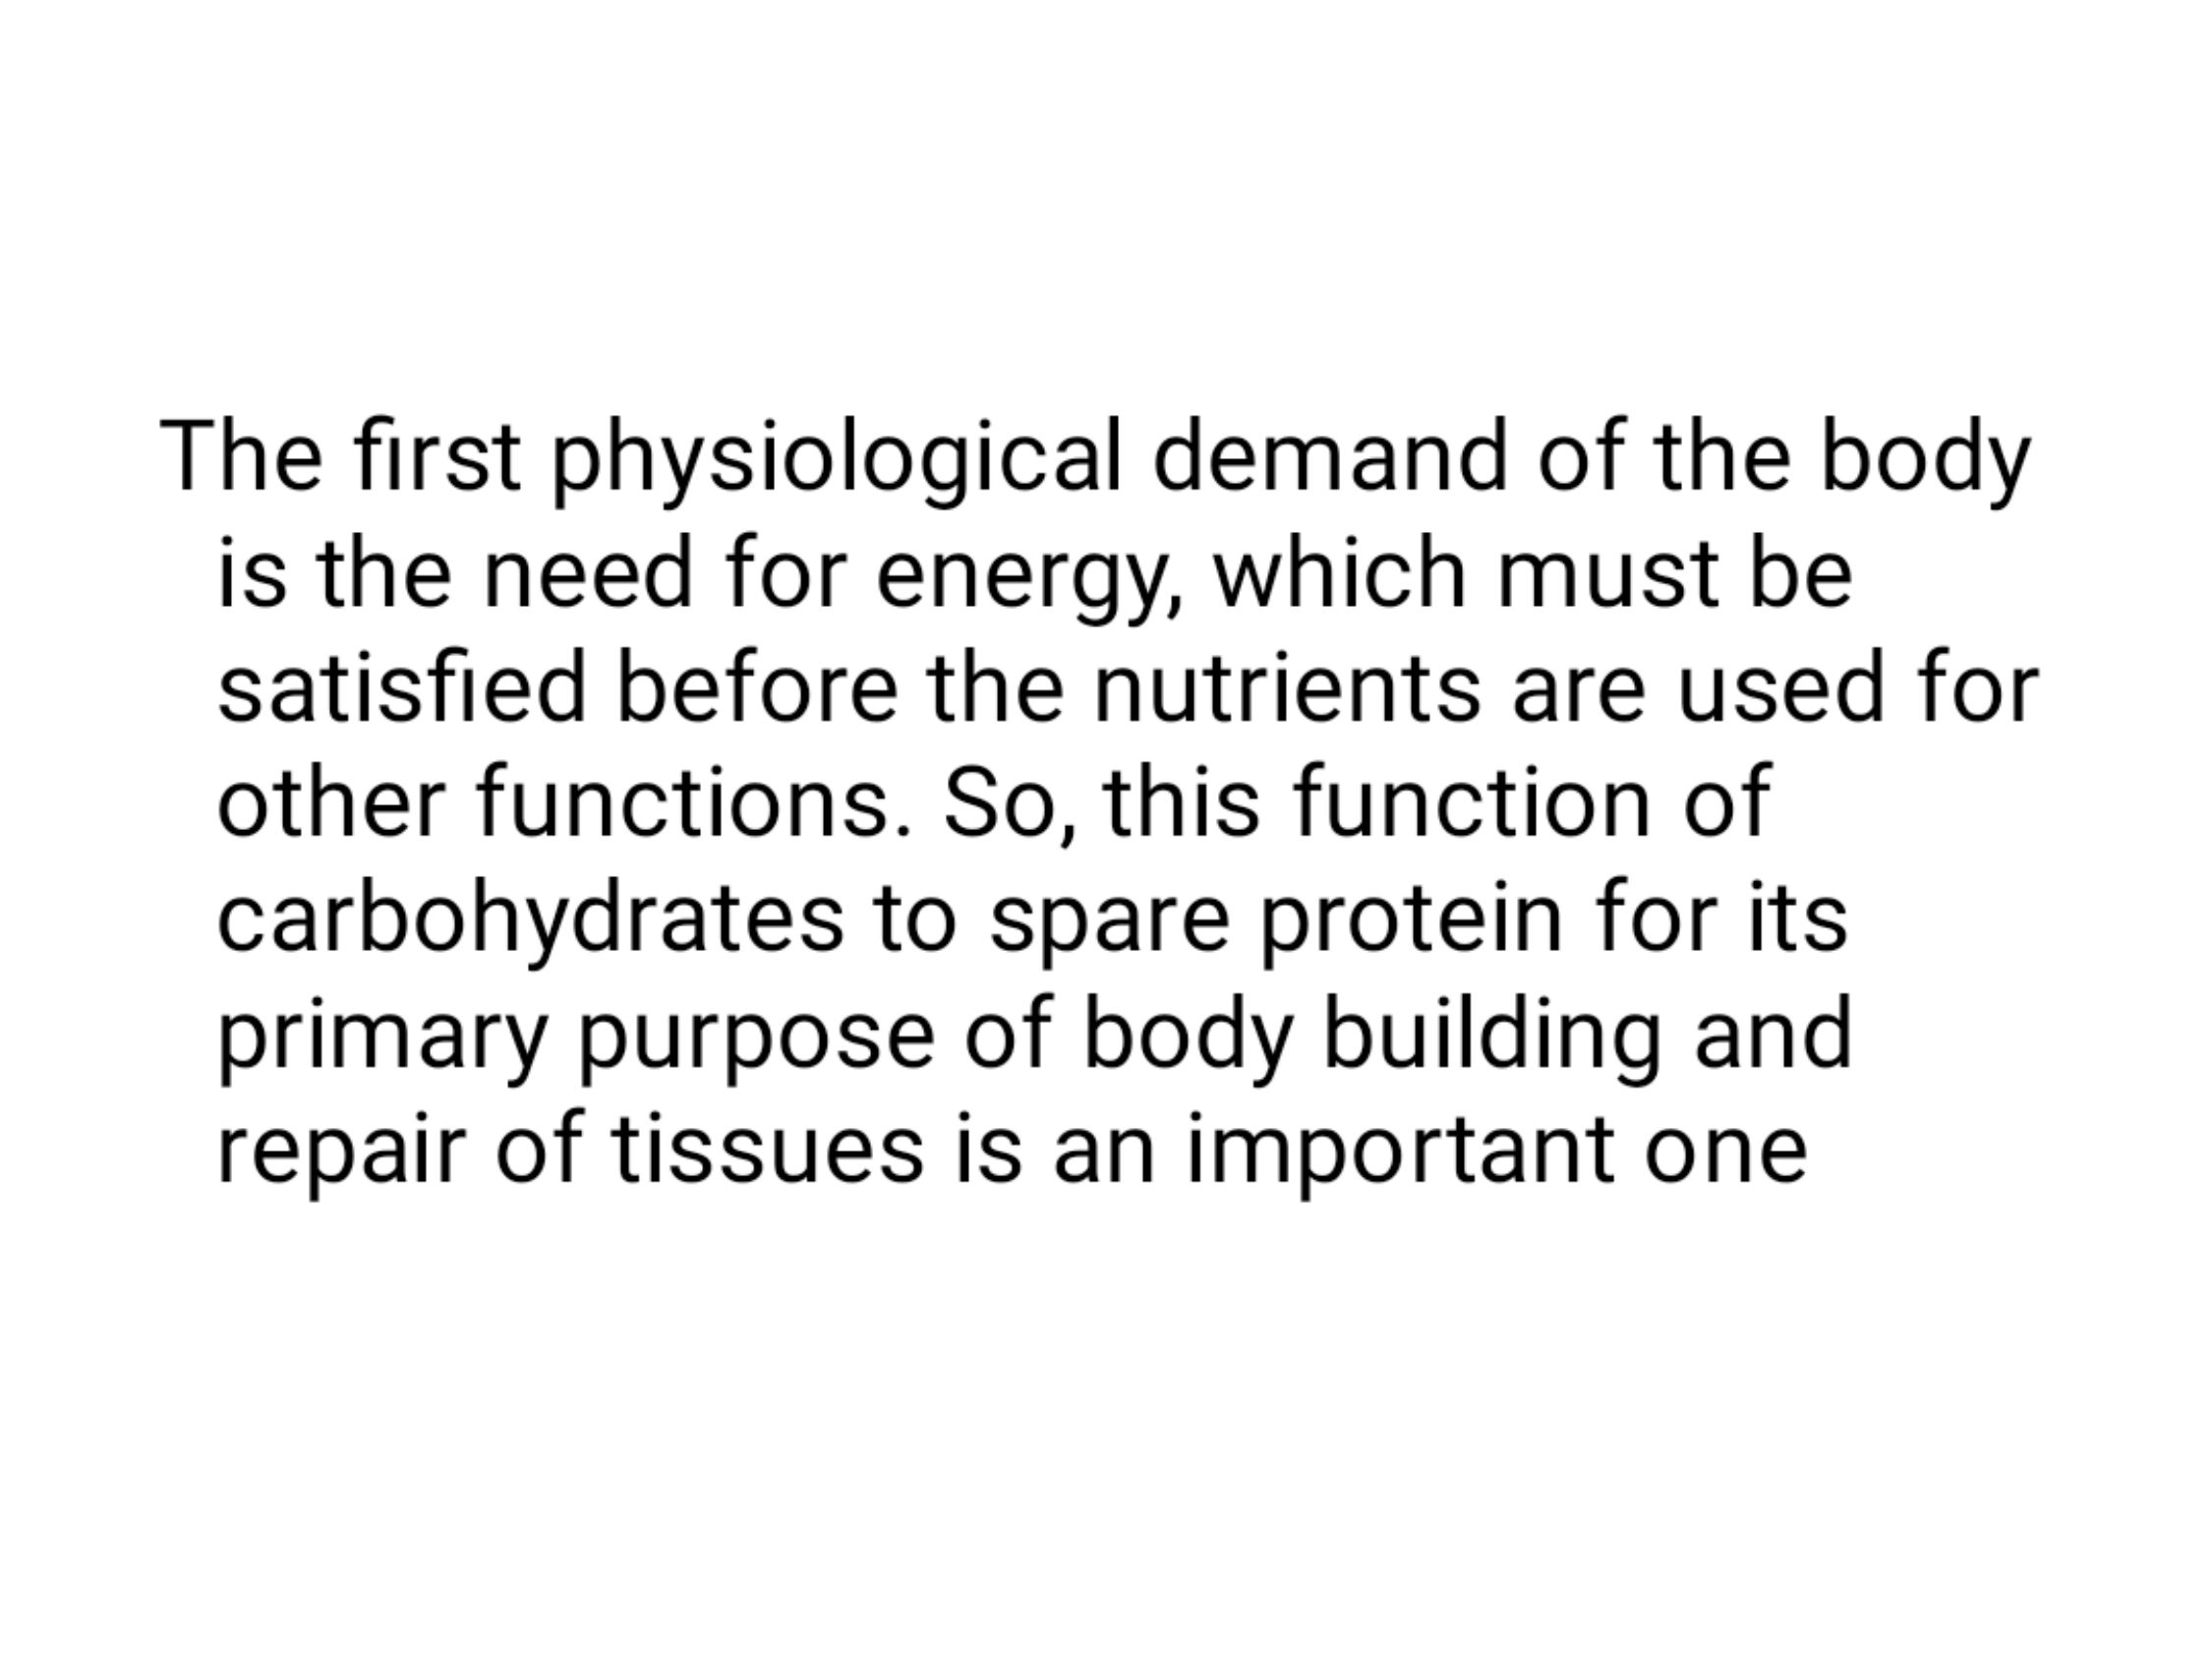 The first physiological demand of the body
is the need for energy, which must be
satisfied before the nutrients are used for
other functions. So, this function of
carbohydrates to spare protein for its
primary purpose of body building and
repair of tissues is an important one